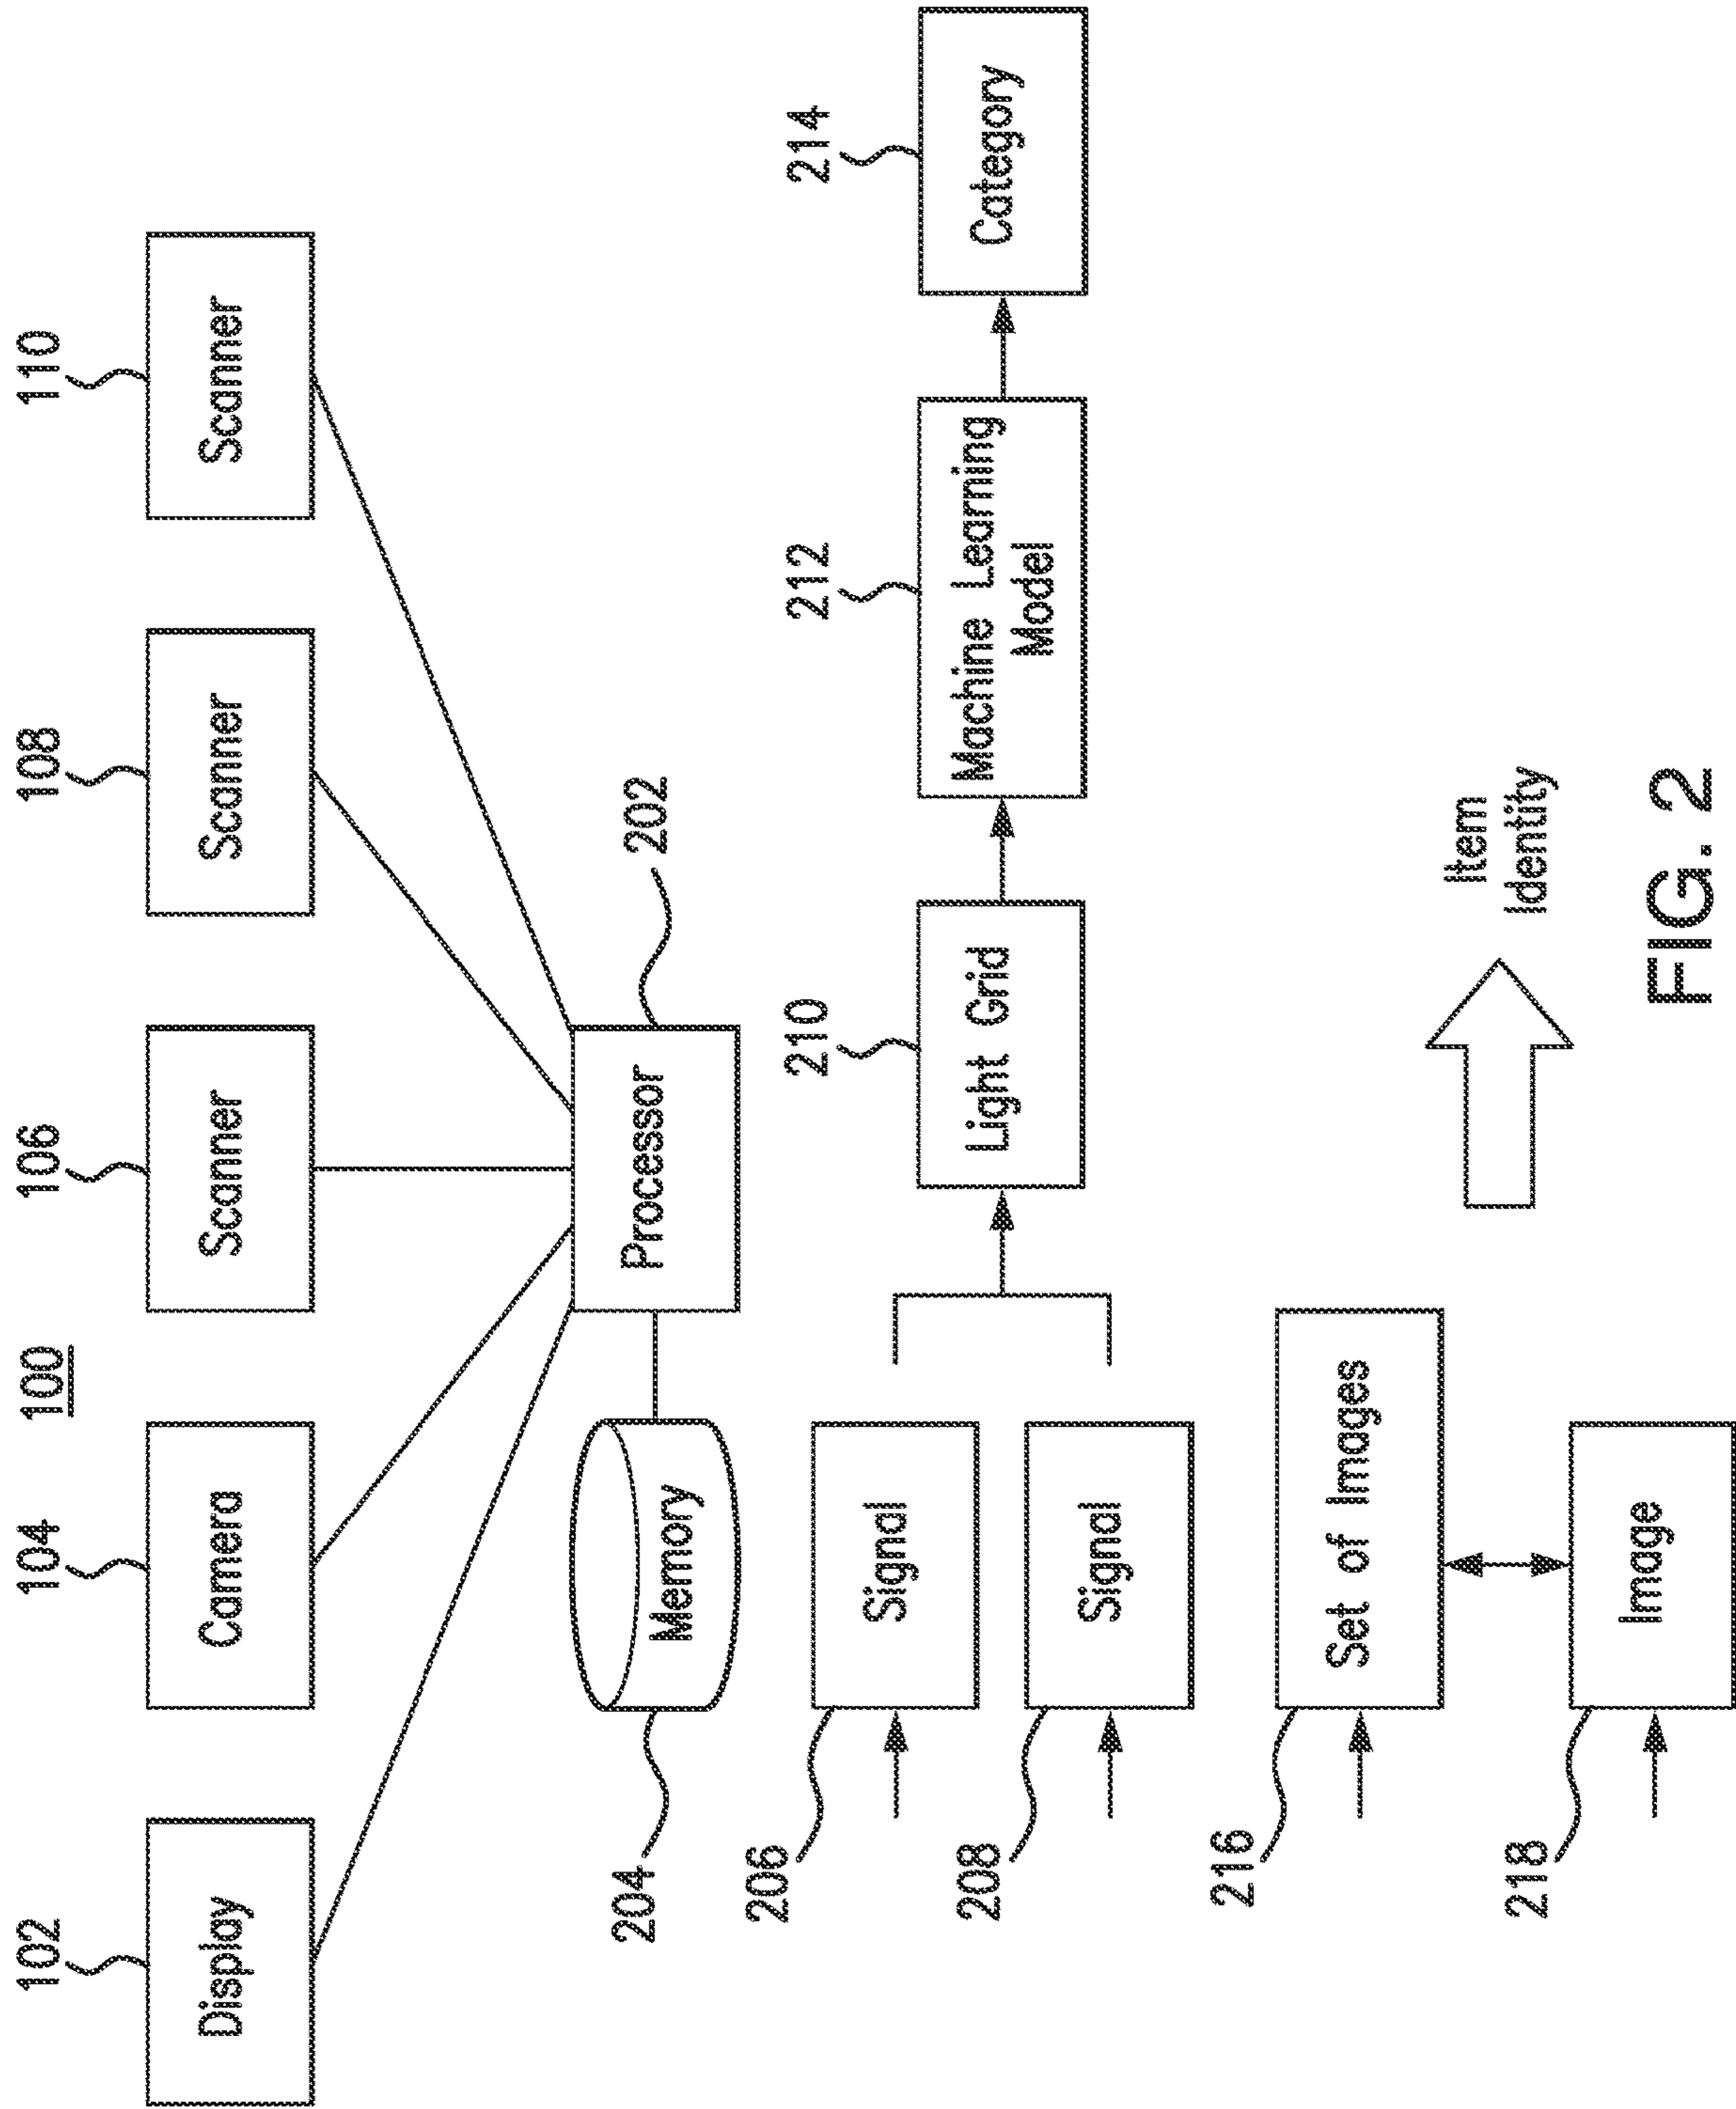 100
102
104
106
108
110
Display
Camera
Scanner
Scanner
Scanner
204
Memory
Processor
202
206
Signal
208
Signal
210
Light Grid
212
Machine Learning
Model
214
Category
216
Set of Images
218
Image
Item
Identity
FIG. 2